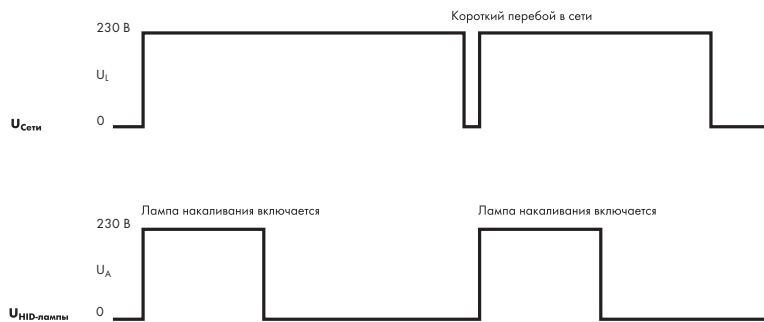 Короткий перебой в сети
230 В
UL
0
UСети
Лампа накаливания включается
Лампа накаливания включается
230 В
UA
0
UHID-лампы